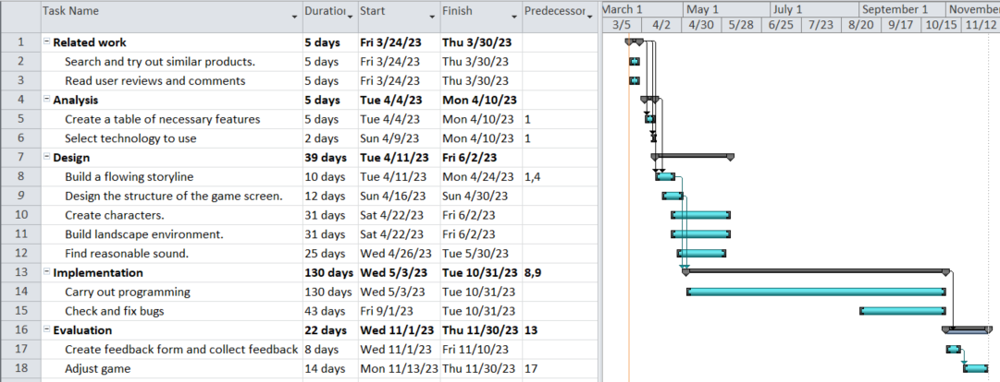 Task Name Duration Start Finish Predecessor March 1 May 1 July 1 September 1 November
3/5 4/2 4/30 5/28 6/25 7/23 8/20 9/17 10/15 11/12
1 Related work 5 days Fri 3/24/23 Thu 3/30/23
2 Search and try out similar products. 5 days Fri 3/24/23 Thu 3/30/23
3 Read user reviews and comments 5 days Fri 3/24/23 Thu 3/30/23
4 Analysis 5 days Tue 4/4/23 Mon 4/10/23
5 Create a table of necessary features 5 days Tue 4/4/23 Mon 4/10/23 1
6 Select technology to use 2 days Sun 4/9/23 Mon 4/10/23 1
7 Design 39 days Tue 4/11/23 Fri 6/2/23
8 Build a flowing storyline 10 days Tue 4/11/23 Mon 4/24/23 1,4
9 Design the structure of the game screen. 12 days Sun 4/16/23 Sun 4/30/23
10 Create characters. 31 days Sat 4/22/23 Fri 6/2/23
11 Build landscape environment. 31 days Sat 4/22/23 Fri 6/2/23
12 Find reasonable sound. 25 days Wed 4/26/23 Tue 5/30/23
13 Implementation 130 days Wed 5/3/23 Tue 10/31/23 8,9
14 Carry out programming 130 days Wed 5/3/23 Tue 10/31/23
15 Check and fix bugs 43 days Fri 9/1/23 Tue 10/31/23
16 Evaluation 22 days Wed 11/1/23 Thu 11/30/23 13
17 Create feedback form and collect feedback 8 days Wed 11/1/23 Fri 11/10/23
18 Adjust game 14 days Mon 11/13/23 Thu 11/30/23 17